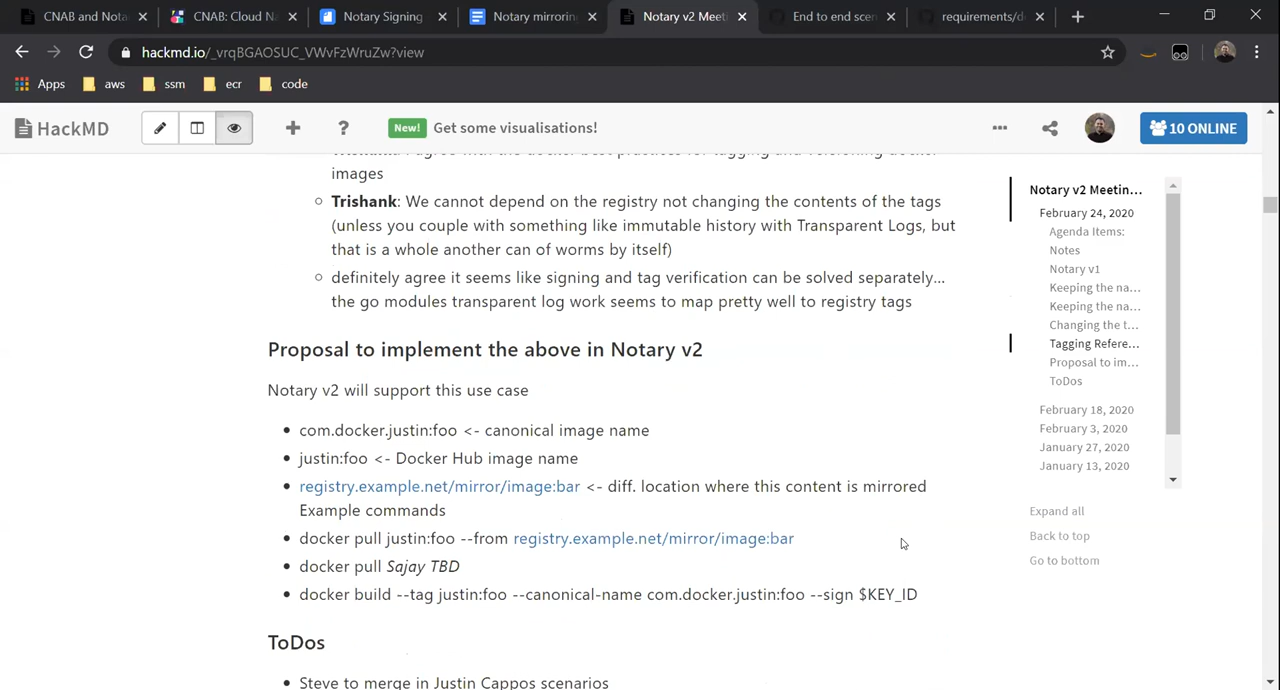 CNAB and Nota
CNAB: Cloud N
Notary Signing
Notary mirrorin
Notary v2 Meeti
End to end scen
requirements/d
hackmd.io/_vrqBGAOSUC_VWvFzWruZw?view
Apps
aws
ssm
ecr
code
HackMD
New! Get some visualisations!
10 ONLINE
images
Trishank: We cannot depend on the registry not changing the contents of the tags
(unless you couple with something like immutable history with Transparent Logs, but
that is a whole another can of worms by itself)
definitely agree it seems like signing and tag verification can be solved separately...
the go modules transparent log work seems to map pretty well to registry tags
Proposal to implement the above in Notary v2
Notary v2 will support this use case
com.docker.justin:foo <- canonical image name
justin:foo <- Docker Hub image name
registry.example.net/mirror/image:bar <- diff. location where this content is mirrored
Example commands
docker pull justin:foo --from registry.example.net/mirror/image:bar
docker pull Sajay TBD
docker build --tag justin:foo --canonical-name com.docker.justin:foo --sign $KEY_ID
ToDos
Steve to merge in Justin Cappos scenarios
Notary v2 Meetin...
February 24, 2020
Agenda Items:
Notes
Notary v1
Keeping the na...
Keeping the na...
Changing the t...
Tagging Refere...
Proposal to im...
ToDos
February 18, 2020
February 3, 2020
January 27, 2020
January 13, 2020
Expand all
Back to top
Go to bottom